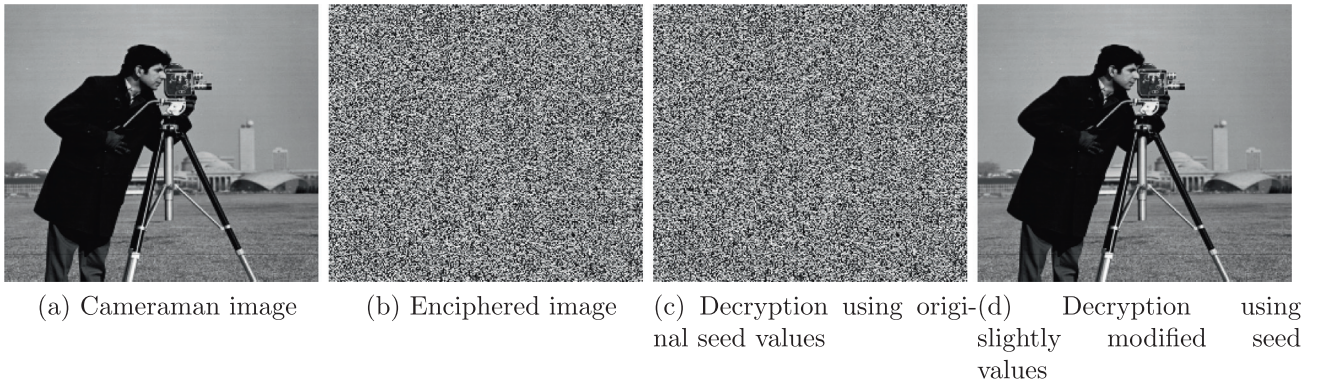 (a) Cameraman image
(b) Enciphered image
(c) Decryption using origi-
nal seed values
(d) Decryption using
slightly modified seed
values